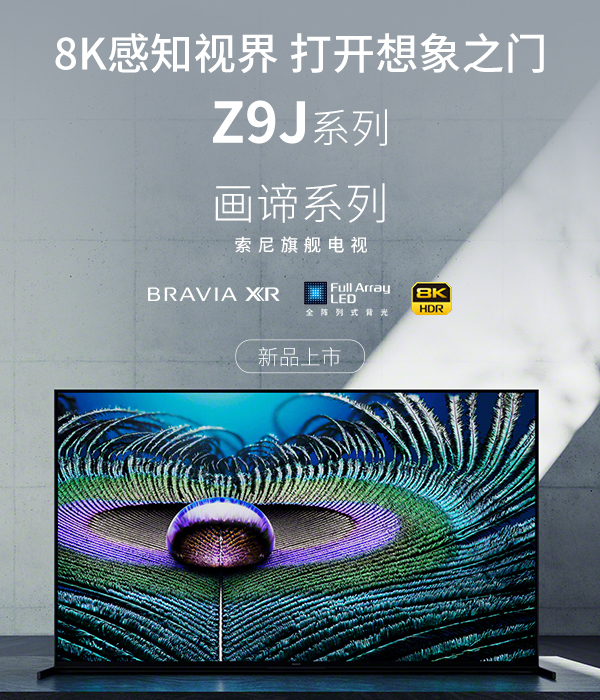 8K感知视界 打开想象之门
Z9J系列
画谛系列
索尼旗舰电视
BRAVIA XR
Full Array
LED
全阵列式背光
8K
HDR
新品上市